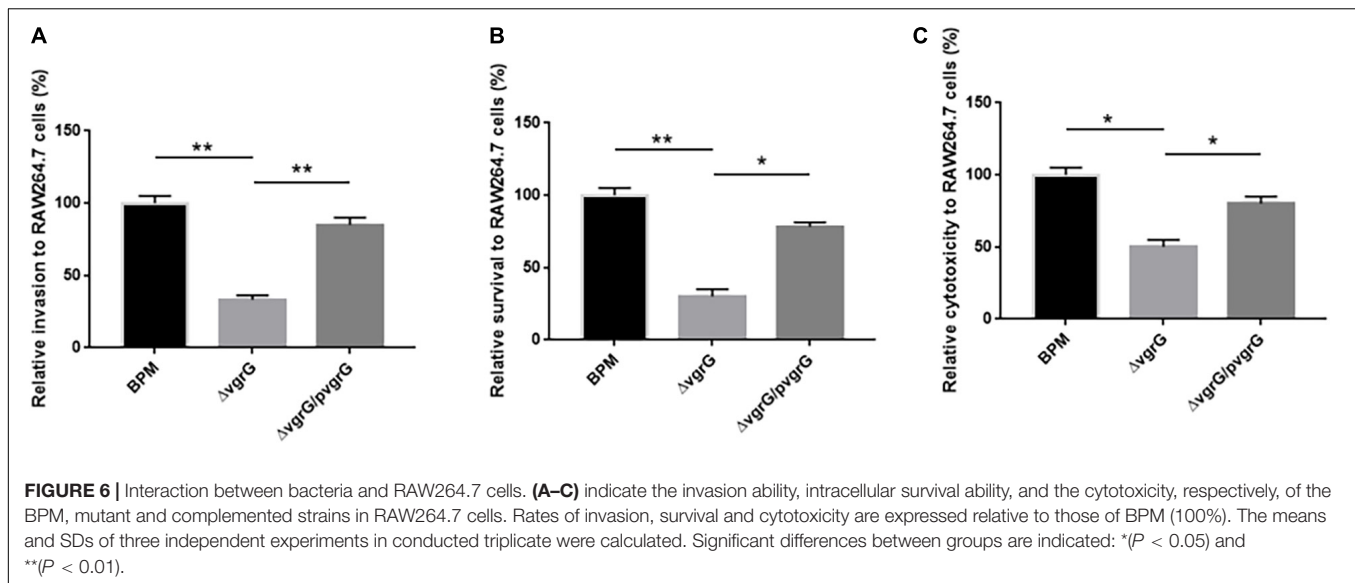 A
Relative invasion to RAW264.7 cells (%)
150
100
50
0
**
**
BPM
ΔvgrG
ΔvgrG/pvgrG
B
Relative survival to RAW264.7 cells (%)
150
100
50
0
**
*
BPM
ΔvgrG
ΔvgrG/pvgrG
C
Relative cytotoxicity to RAW264.7 cells (%)
150
100
50
0
*
*
BPM
ΔvgrG
ΔvgrG/pvgrG
FIGURE 6 | Interaction between bacteria and RAW264.7 cells. (A–C) indicate the invasion ability, intracellular survival ability, and the cytotoxicity, respectively, of the
BPM, mutant and complemented strains in RAW264.7 cells. Rates of invasion, survival and cytotoxicity are expressed relative to those of BPM (100%). The means
and SDs of three independent experiments in conducted triplicate were calculated. Significant differences between groups are indicated: *(P < 0.05) and
**(P < 0.01).